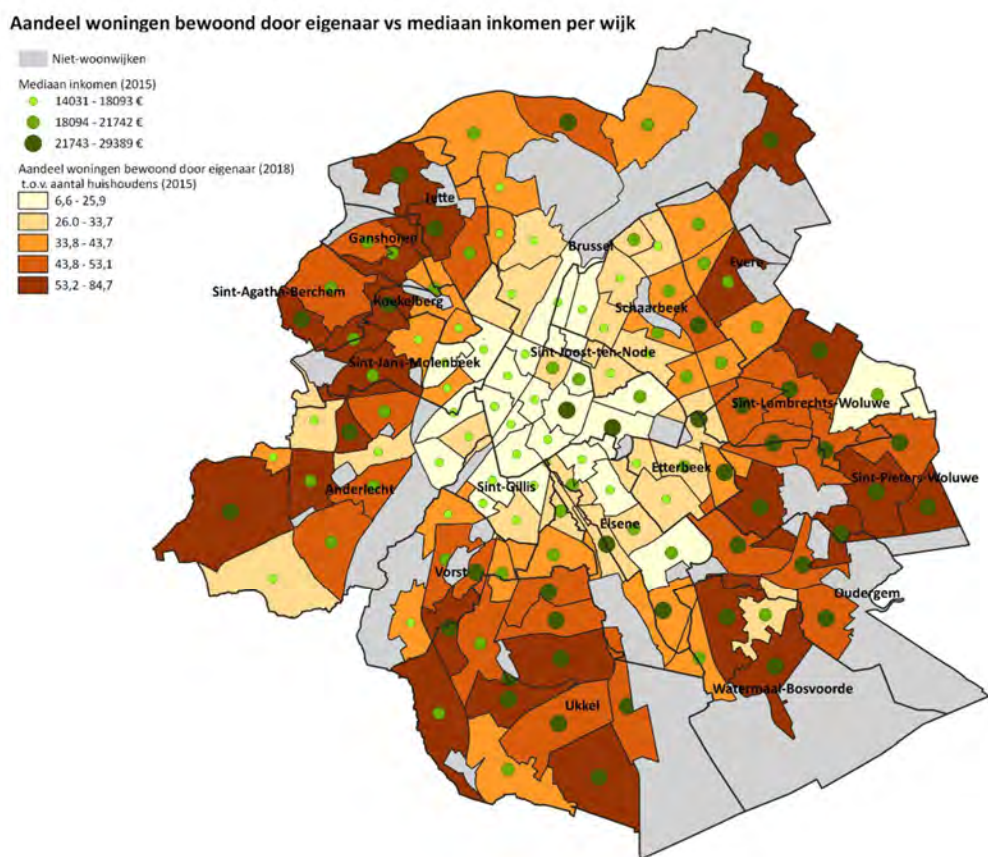 Aandeel woningen bewoond door eigenaar vs mediaan inkomen per wijk
Niet-woonwijken
Mediaan inkomen (2015)
14031 - 18093 €
18094 - 21742 €
21743 - 29389 €
Aandeel woningen bewoond door eigenaar (2018)
t.o.v. aantal huishoudens (2015)
6,6 - 25,9
26.0 - 33,7
33,8 - 43,7
43,8 - 53,1
53,2 - 84,7
Jette
Ganshoren
Brussel
Evere
Sint-Agatha-Berchem
Koekelberg
Schaarbeek
Sint-Joost-ten-Node
Sint-Jans-Molenbeek
Sint-Lambrechts-Woluwe
Etterbeek
Sint-Pieters-Woluwe
Anderlecht
Sint-Gillis
Elsene
Vorst
Oudergem
Watermaal-Bosvoorde
Ukkel